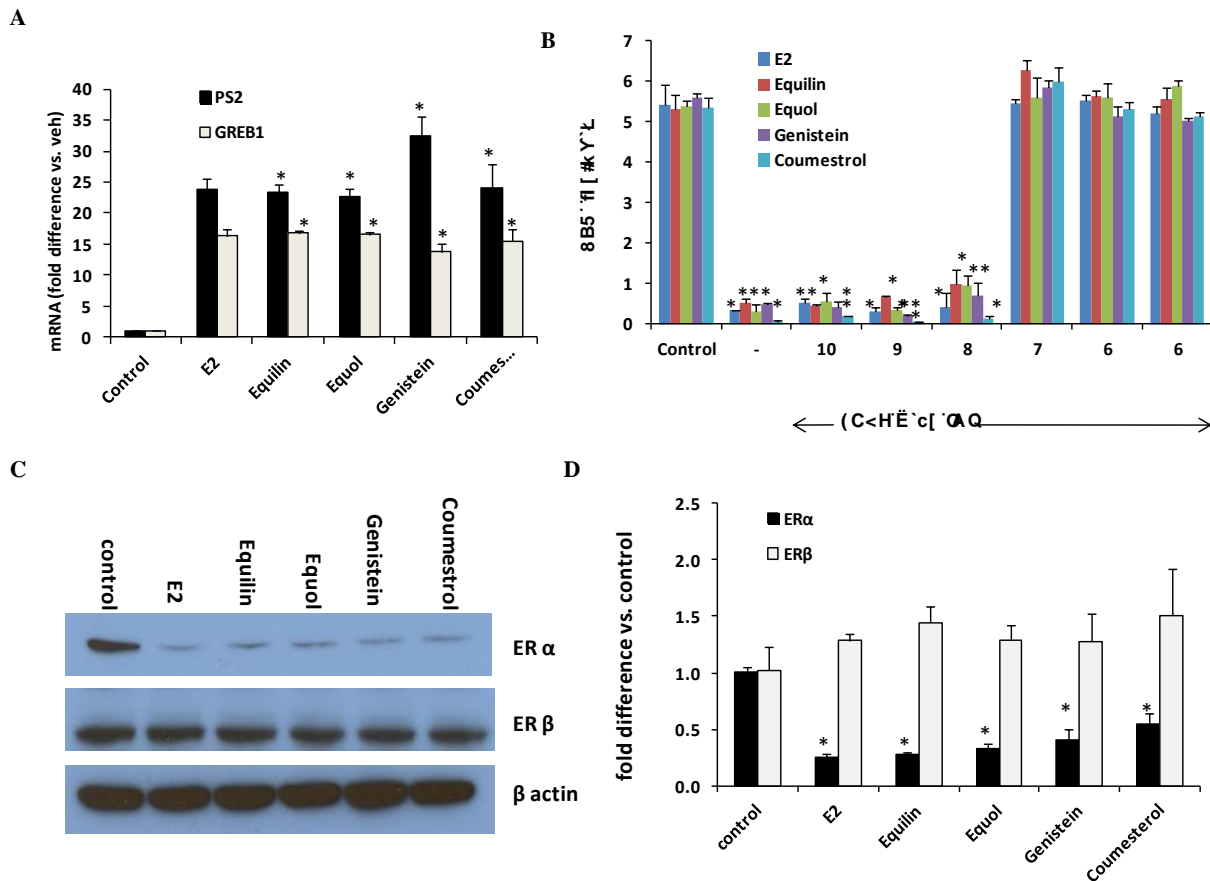 A
mRNA (fold difference vs. veh)
40
35
30
25
20
15
10
5
0
PS2
GREB1
* * * *
* * * *
Control
E2
Equilin
Equol
Genistein
Coumes...
B
7
6
5
4
3
2
1
0
E2
Equilin
Equol
Genistein
Coumestrol
Control - 10 9 8 7 6 6
C
control
E2
Equilin
Equol
Genistein
Coumestrol
ER α
ER β
β actin
D
fold difference vs. control
2.5
2.0
1.5
1.0
0.5
0.0
ERα
ERβ
* * * * *
control
E2
Equilin
Equol
Genistein
Coumesterol